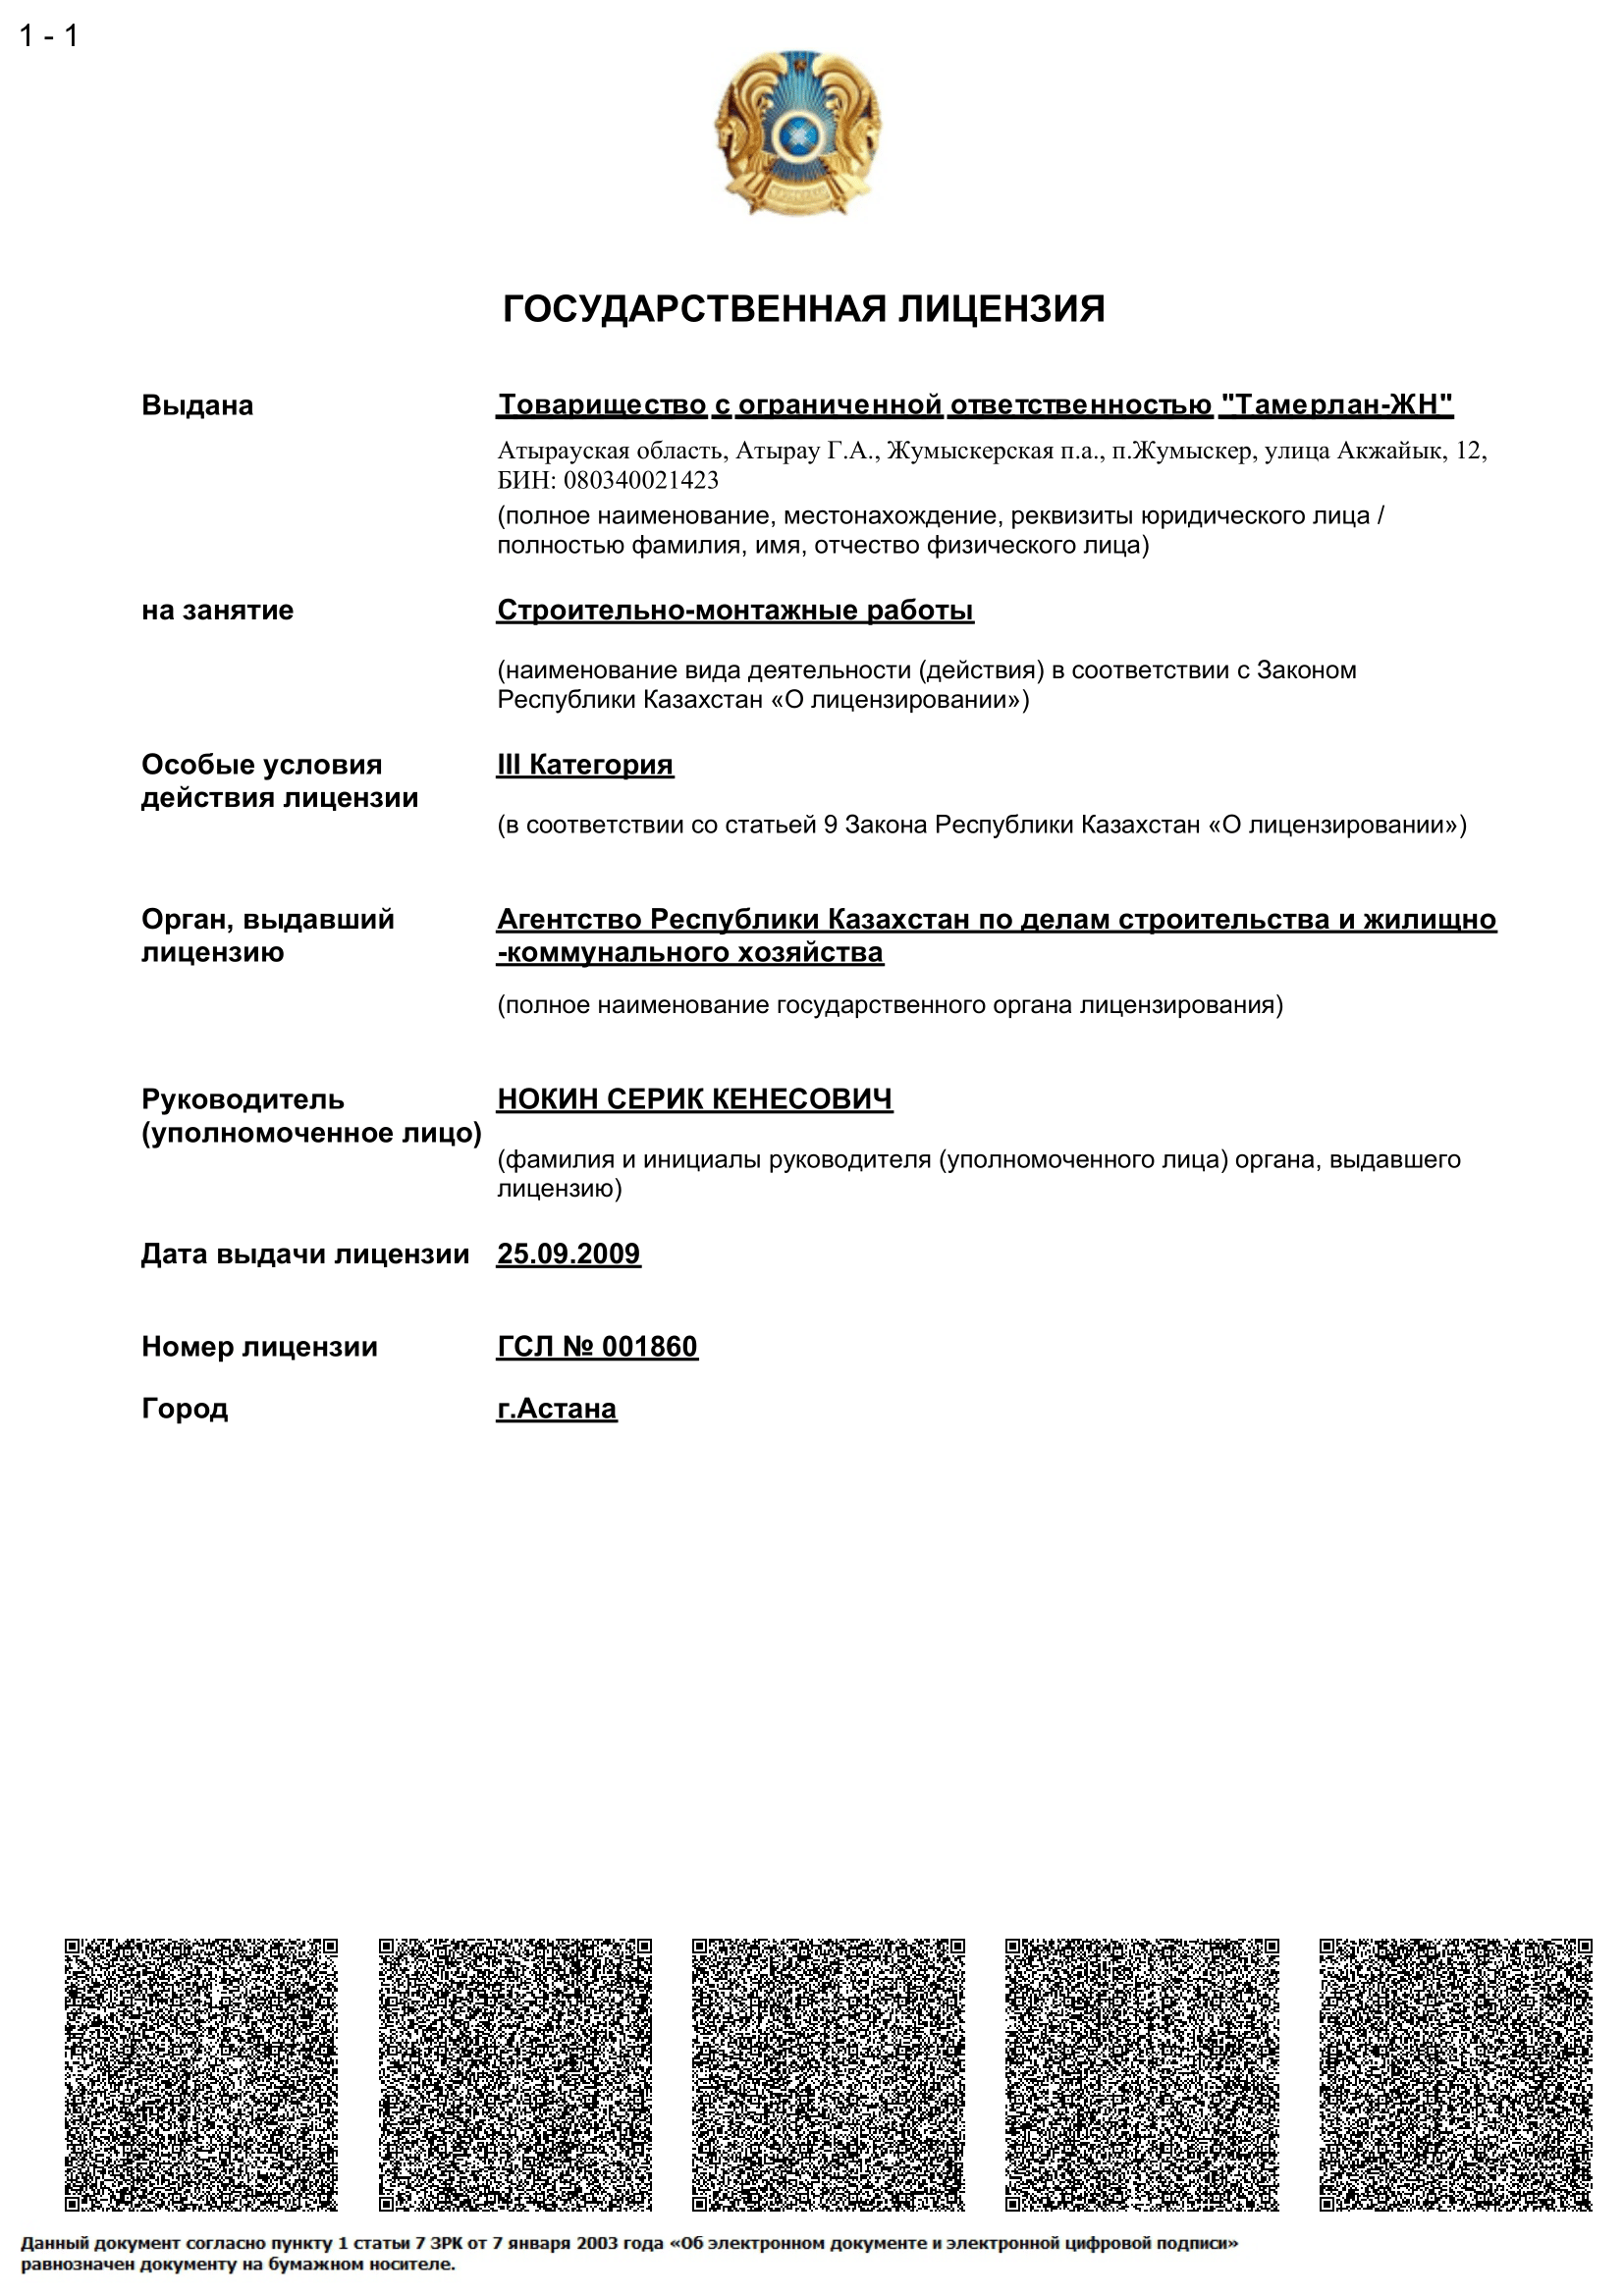 1 - 1
ГОСУДАРСТВЕННАЯ ЛИЦЕНЗИЯ
Выдана
Товарищество с ограниченной ответственностью "Тамерлан-ЖН"
Атырауская область, Атырау Г.А., Жумыскерская п.а., п.Жумыскер, улица Акжайык, 12,
БИН: 080340021423
(полное наименование, местонахождение, реквизиты юридического лица /
полностью фамилия, имя, отчество физического лица)
на занятие
Строительно-монтажные работы
(наименование вида деятельности (действия) в соответствии с Законом
Республики Казахстан «О лицензировании»)
Особые условия
действия лицензии
III Категория
(в соответствии со статьей 9 Закона Республики Казахстан «О лицензировании»)
Орган, выдавший
лицензию
Агентство Республики Казахстан по делам строительства и жилищно
-коммунального хозяйства
(полное наименование государственного органа лицензирования)
Руководитель
(уполномоченное лицо)
НОКИН СЕРИК КЕНЕСОВИЧ
(фамилия и инициалы руководителя (уполномоченного лица) органа, выдавшего
лицензию)
Дата выдачи лицензии
25.09.2009
Номер лицензии
ГСЛ № 001860
Город
г.Астана
Данный документ согласно пункту 1 статьи 7 ЗРК от 7 января 2003 года «Об электронном документе и электронной цифровой подписи»
равнозначен документу на бумажном носителе.